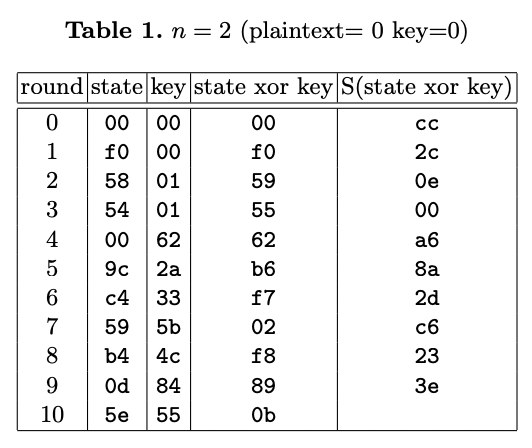 Table 1. n = 2 (plaintext= 0 key=0)
round state key state xor key S(state xor key)
0 00 00 00 cc
1 f0 00 f0 2c
2 58 01 59 0e
3 54 01 55 00
4 00 62 62 a6
5 9c 2a b6 8a
6 c4 33 f7 2d
7 59 5b 02 c6
8 b4 4c f8 23
9 0d 84 89 3e
10 5e 55 0b